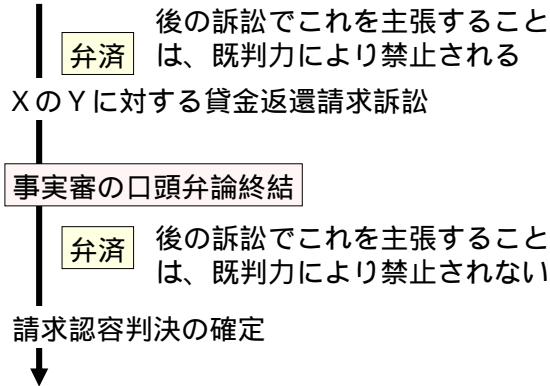 後の訴訟でこれを主張すること
弁済 は、既判力により禁止される
XのYに対する貸金返還請求訴訟
事実審の口頭弁論終結
弁済 後の訴訟でこれを主張すること
は、既判力により禁止されない
請求認容判決の確定